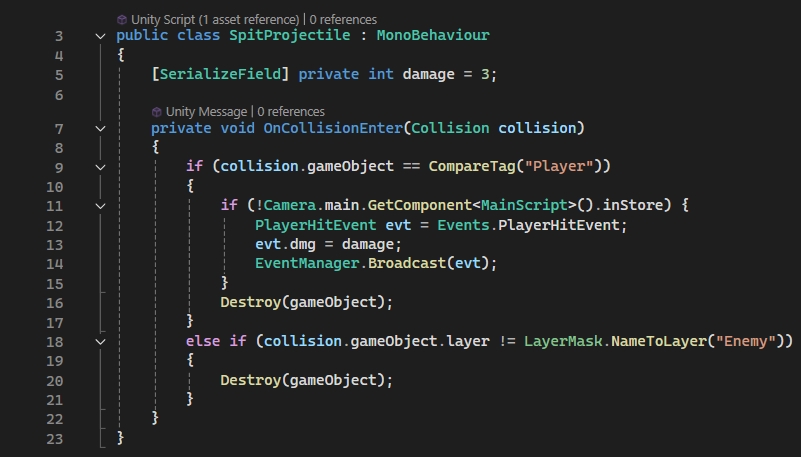 Unity Script (1 asset reference) | 0 references
3 public class SpitProjectile : MonoBehaviour
4 {
5 [SerializeField] private int damage = 3;
6
Unity Message | 0 references
7 private void OnCollisionEnter(Collision collision)
8 {
9 if (collision.gameObject == CompareTag("Player"))
10 {
11 if (!Camera.main.GetComponent<MainScript>().inStore) {
12 PlayerHitEvent evt = Events.PlayerHitEvent;
13 evt.dmg = damage;
14 EventManager.Broadcast(evt);
15 }
16 Destroy(gameObject);
17 }
18 else if (collision.gameObject.layer != LayerMask.NameToLayer("Enemy"))
19 {
20 Destroy(gameObject);
21 }
22 }
23 }